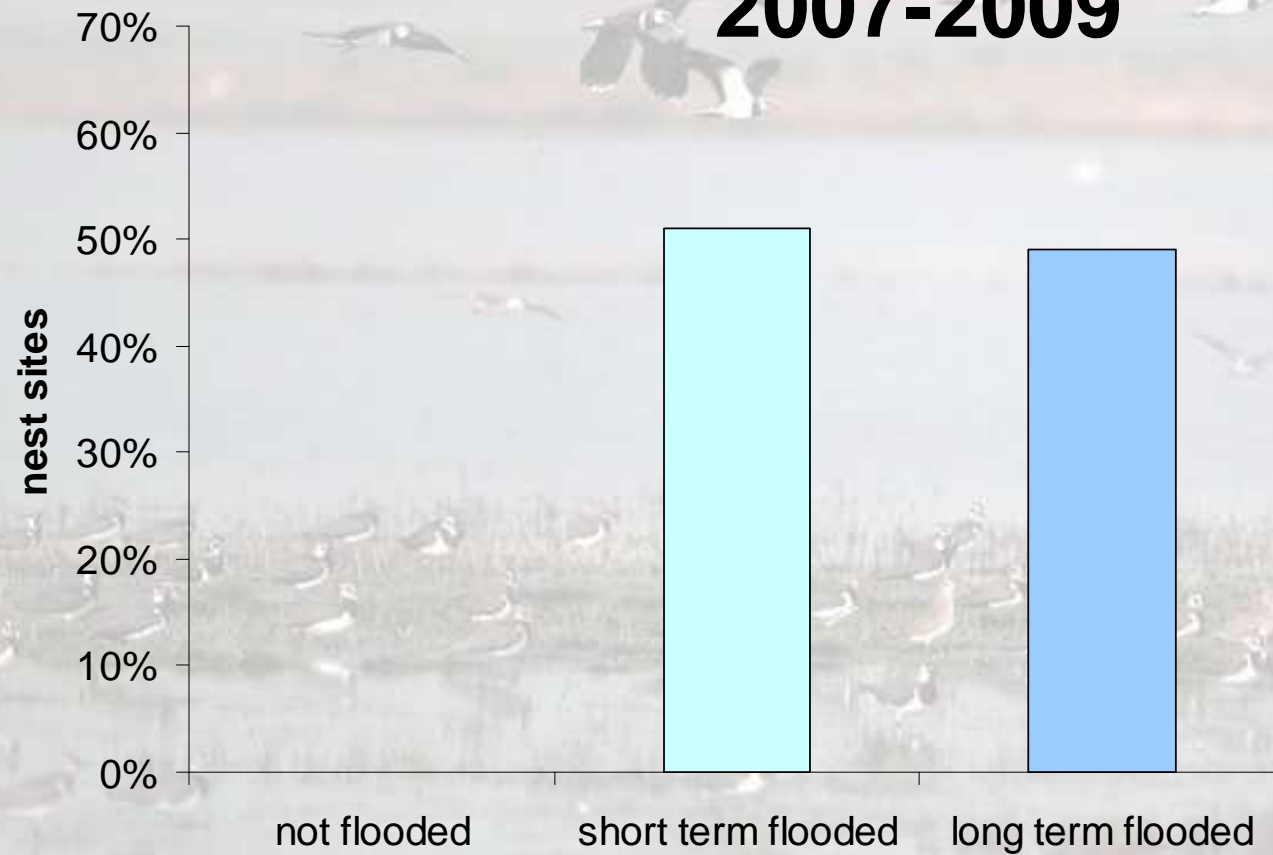 2007-2009
70%
60%
50%
40%
30%
20%
10%
0%
nest sites
not flooded
short term flooded
long term flooded